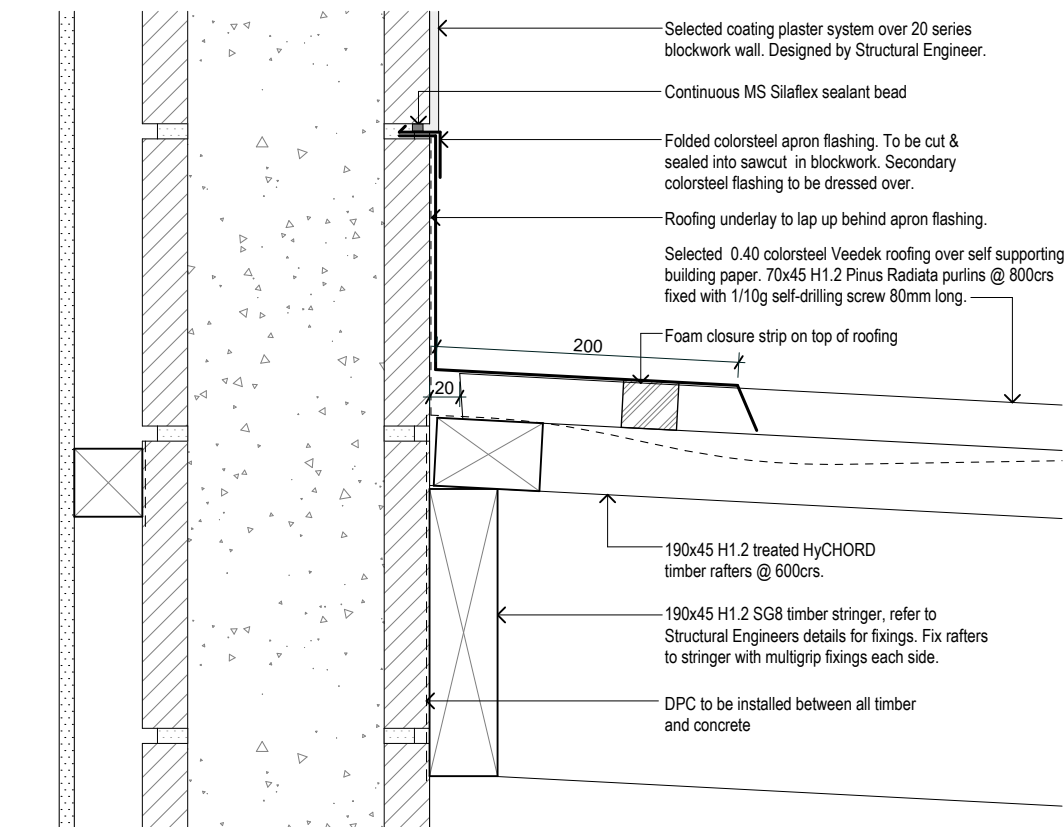 Selected coating plaster system over 20 series
blockwork wall. Designed by Structural Engineer.
Continuous MS Silaflex sealant bead
Folded colorsteel apron flashing. To be cut &
sealed into sawcut in blockwork. Secondary
colorsteel flashing to be dressed over.
Roofing underlay to lap up behind apron flashing.
Selected 0.40 colorsteel Veedek roofing over self supporting
building paper. 70x45 H1.2 Pinus Radiata purlins @ 800crs
fixed with 1/10g self-drilling screw 80mm long.
Foam closure strip on top of roofing
200
20
190x45 H1.2 treated HyCHORD
timber rafters @ 600crs.
190x45 H1.2 SG8 timber stringer, refer to
Structural Engineers details for fixings. Fix rafters
to stringer with multigrip fixings each side.
DPC to be installed between all timber
and concrete